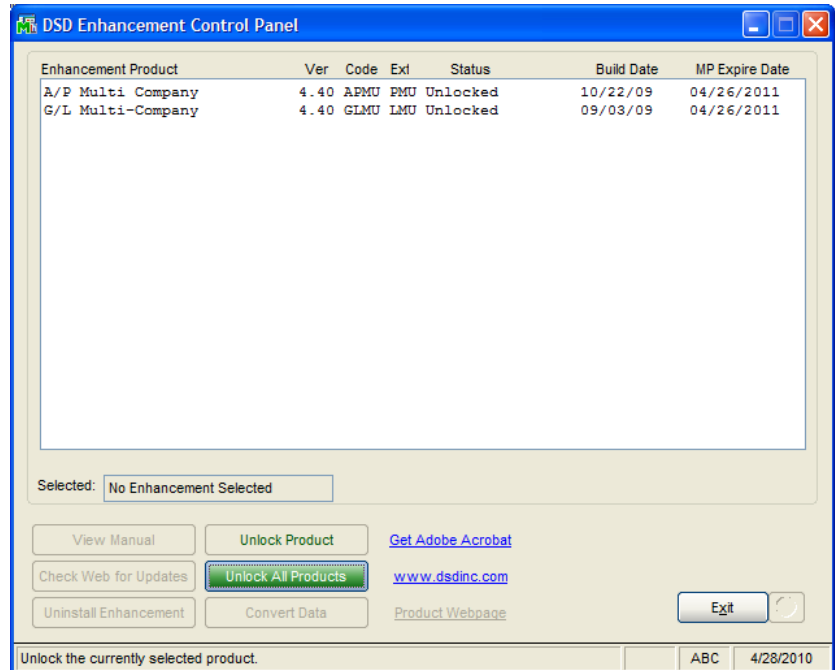 DSD Enhancement Control Panel
Enhancement Product Ver Code Ext Status Build Date MP Expire Date
A/P Multi Company 4.40 APMU PMU Unlocked 10/22/09 04/26/2011
G/L Multi-Company 4.40 GLMU LMU Unlocked 09/03/09 04/26/2011
Selected: No Enhancement Selected
View Manual Unlock Product Get Adobe Acrobat
Check Web for Updates Unlock All Products www.dsdinc.com
Uninstall Enhancement Convert Data Product Webpage Exit
Unlock the currently selected product. ABC 4/28/2010